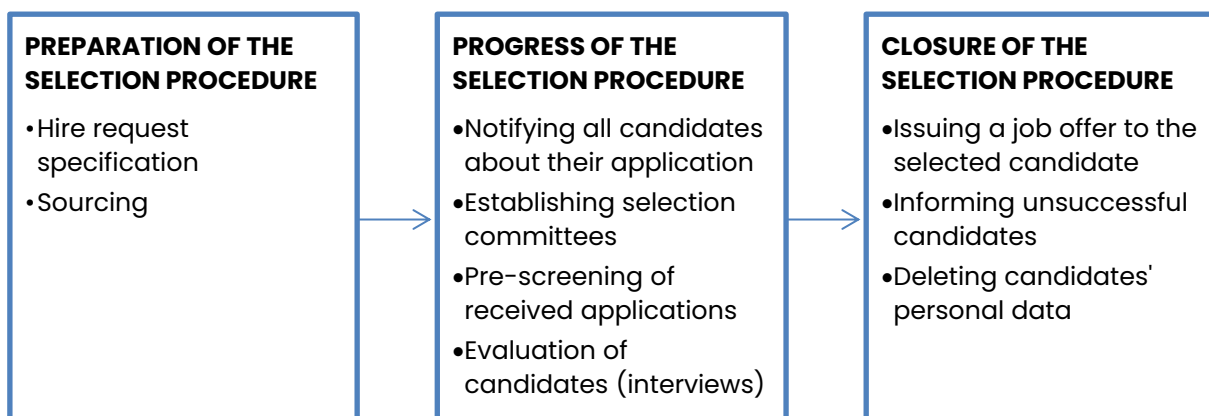 PREPARATION OF THE
SELECTION PROCEDURE
•Hire request
specification
•Sourcing
PROGRESS OF THE
SELECTION PROCEDURE
•Notifying all candidates
about their application
•Establishing selection
committees
•Pre-screening of
received applications
•Evaluation of
candidates (interviews)
CLOSURE OF THE
SELECTION PROCEDURE
•Issuing a job offer to the
selected candidate
•Informing unsuccessful
candidates
•Deleting candidates'
personal data